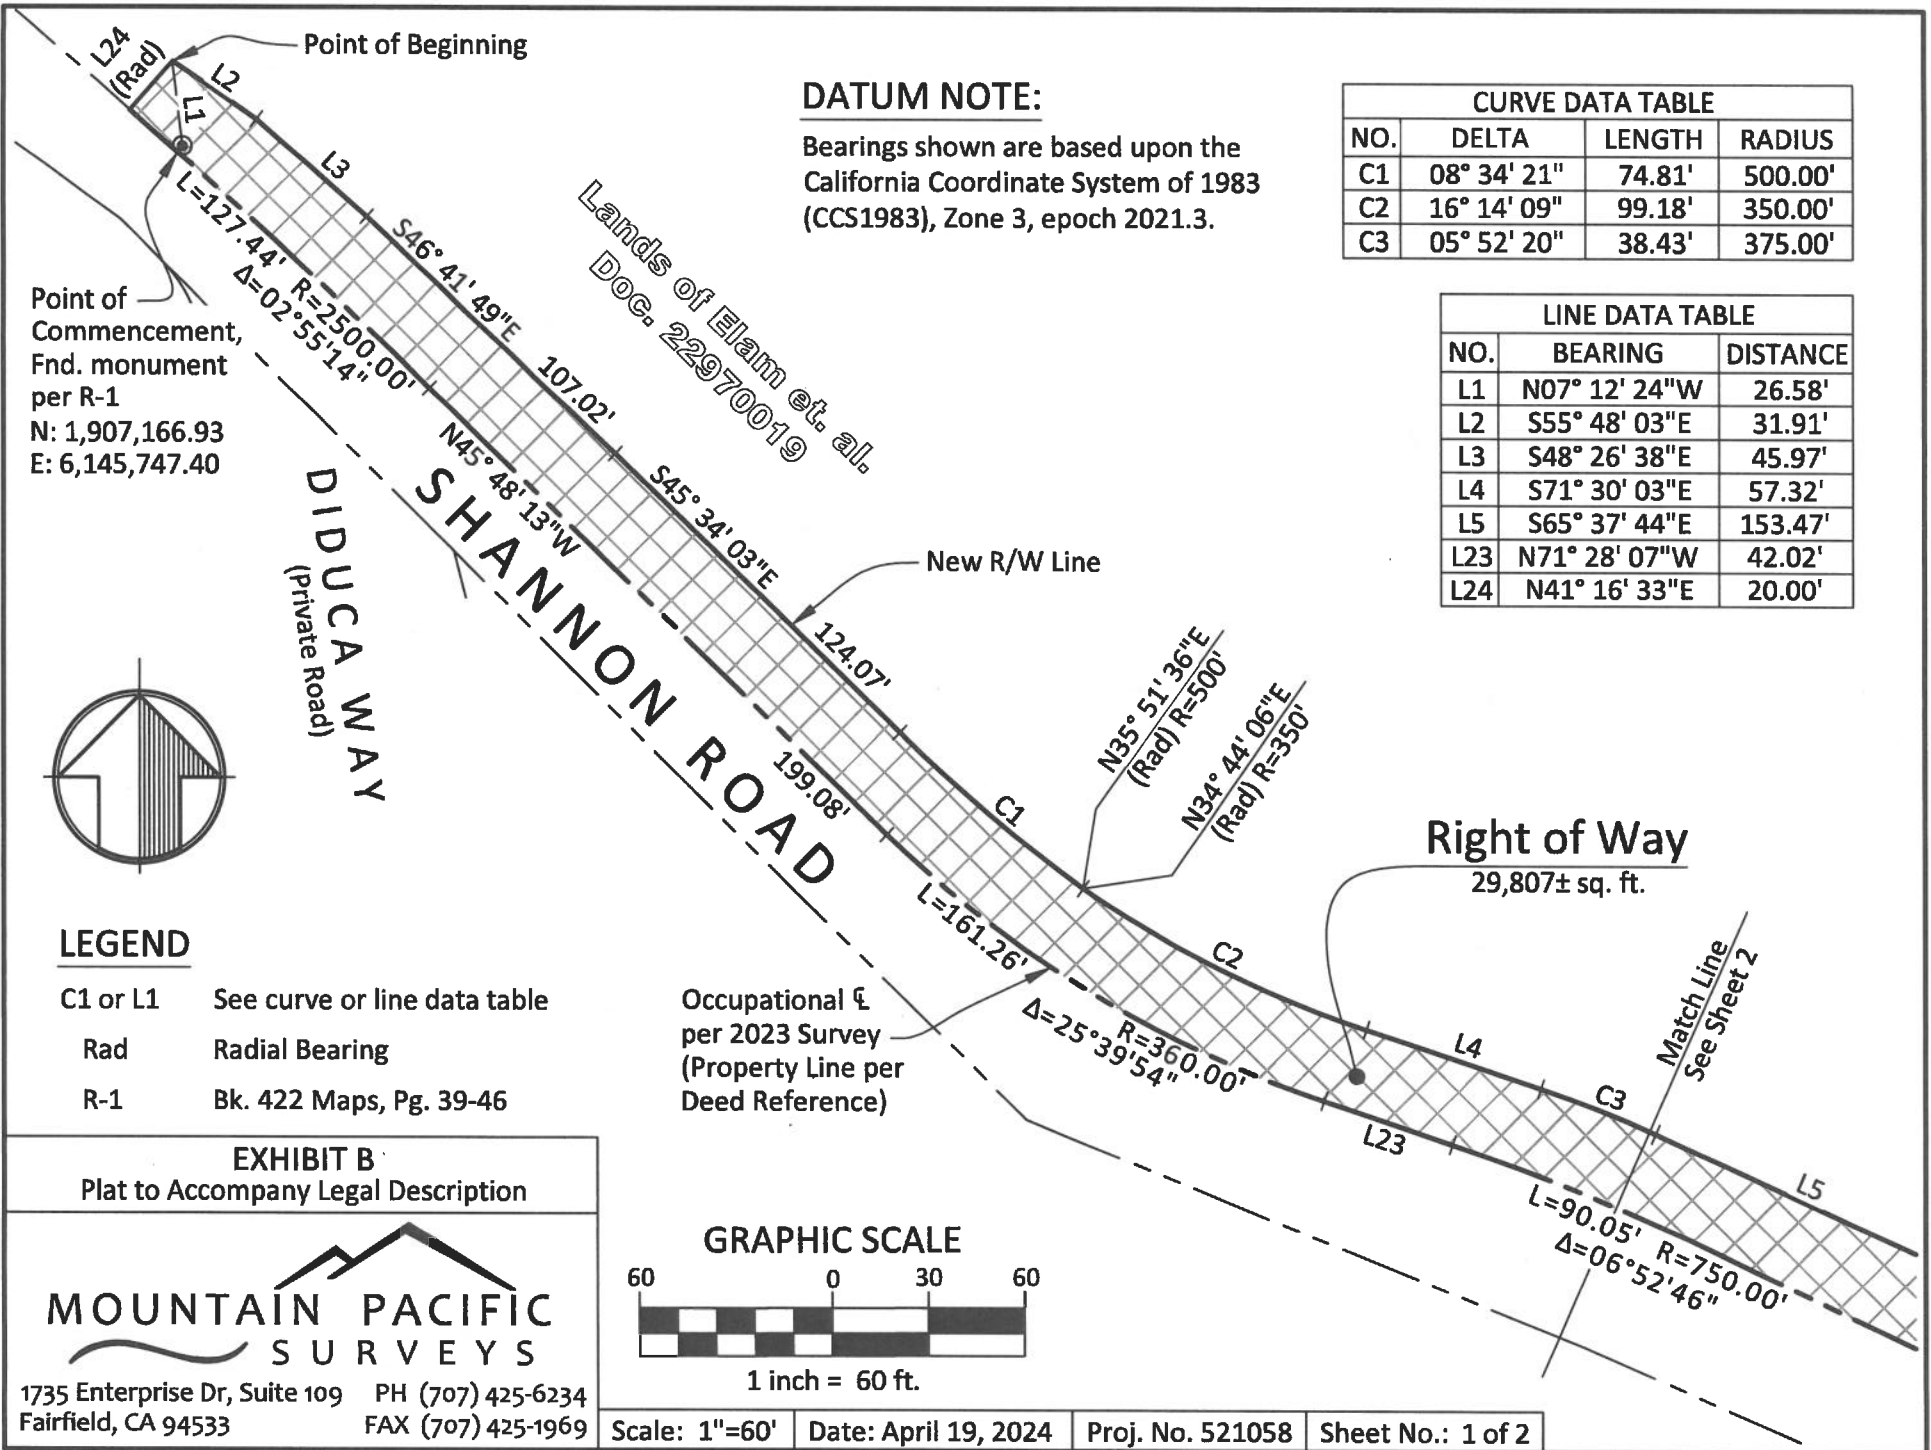 L24
(Rad)
Point of Beginning
L2
L1
L3
L=127.44' R=2500.00'
Δ=02°55'14"
S46° 41' 49"E 107.02'
Lands of Elam et. al.
Doc. 22970019
Point of
Commencement,
Fnd. monument
per R-1
N: 1,907,166.93
E: 6,145,747.40
DATUM NOTE:
Bearings shown are based upon the
California Coordinate System of 1983
(CCS1983), Zone 3, epoch 2021.3.
CURVE DATA TABLE
NO. DELTA LENGTH RADIUS
C1 08° 34' 21" 74.81' 500.00'
C2 16° 14' 09" 99.18' 350.00'
C3 05° 52' 20" 38.43' 375.00'
LINE DATA TABLE
NO. BEARING DISTANCE
L1 N07° 12' 24"W 26.58'
L2 S55° 48' 03"E 31.91'
L3 S48° 26' 38"E 45.97'
L4 S71° 30' 03"E 57.32'
L5 S65° 37' 44"E 153.47'
L23 N71° 28' 07"W 42.02'
L24 N41° 16' 33"E 20.00'
DIDUCA WAY
(Private Road)
SHANNON ROAD
N45° 48' 13"W 199.08'
S45° 34' 03"E 124.07'
New R/W Line
C1
N35° 51' 36"E
(Rad) R=500'
N34° 44' 06"E
(Rad) R=350'
L=161.26' R=360.00'
Δ=25°39'54"
C2
Right of Way
29,807± sq. ft.
Match Line
See Sheet 2
L4
C3
L5
L23
L=90.05' R=750.00'
Δ=06°52'46"
Occupational ℄
per 2023 Survey
(Property Line per
Deed Reference)
LEGEND
C1 or L1 See curve or line data table
Rad Radial Bearing
R-1 Bk. 422 Maps, Pg. 39-46
EXHIBIT B
Plat to Accompany Legal Description
MOUNTAIN PACIFIC
SURVEYS
1735 Enterprise Dr, Suite 109 PH (707) 425-6234
Fairfield, CA 94533 FAX (707) 425-1969
GRAPHIC SCALE
60 0 30 60
1 inch = 60 ft.
Scale: 1"=60' Date: April 19, 2024 Proj. No. 521058 Sheet No.: 1 of 2